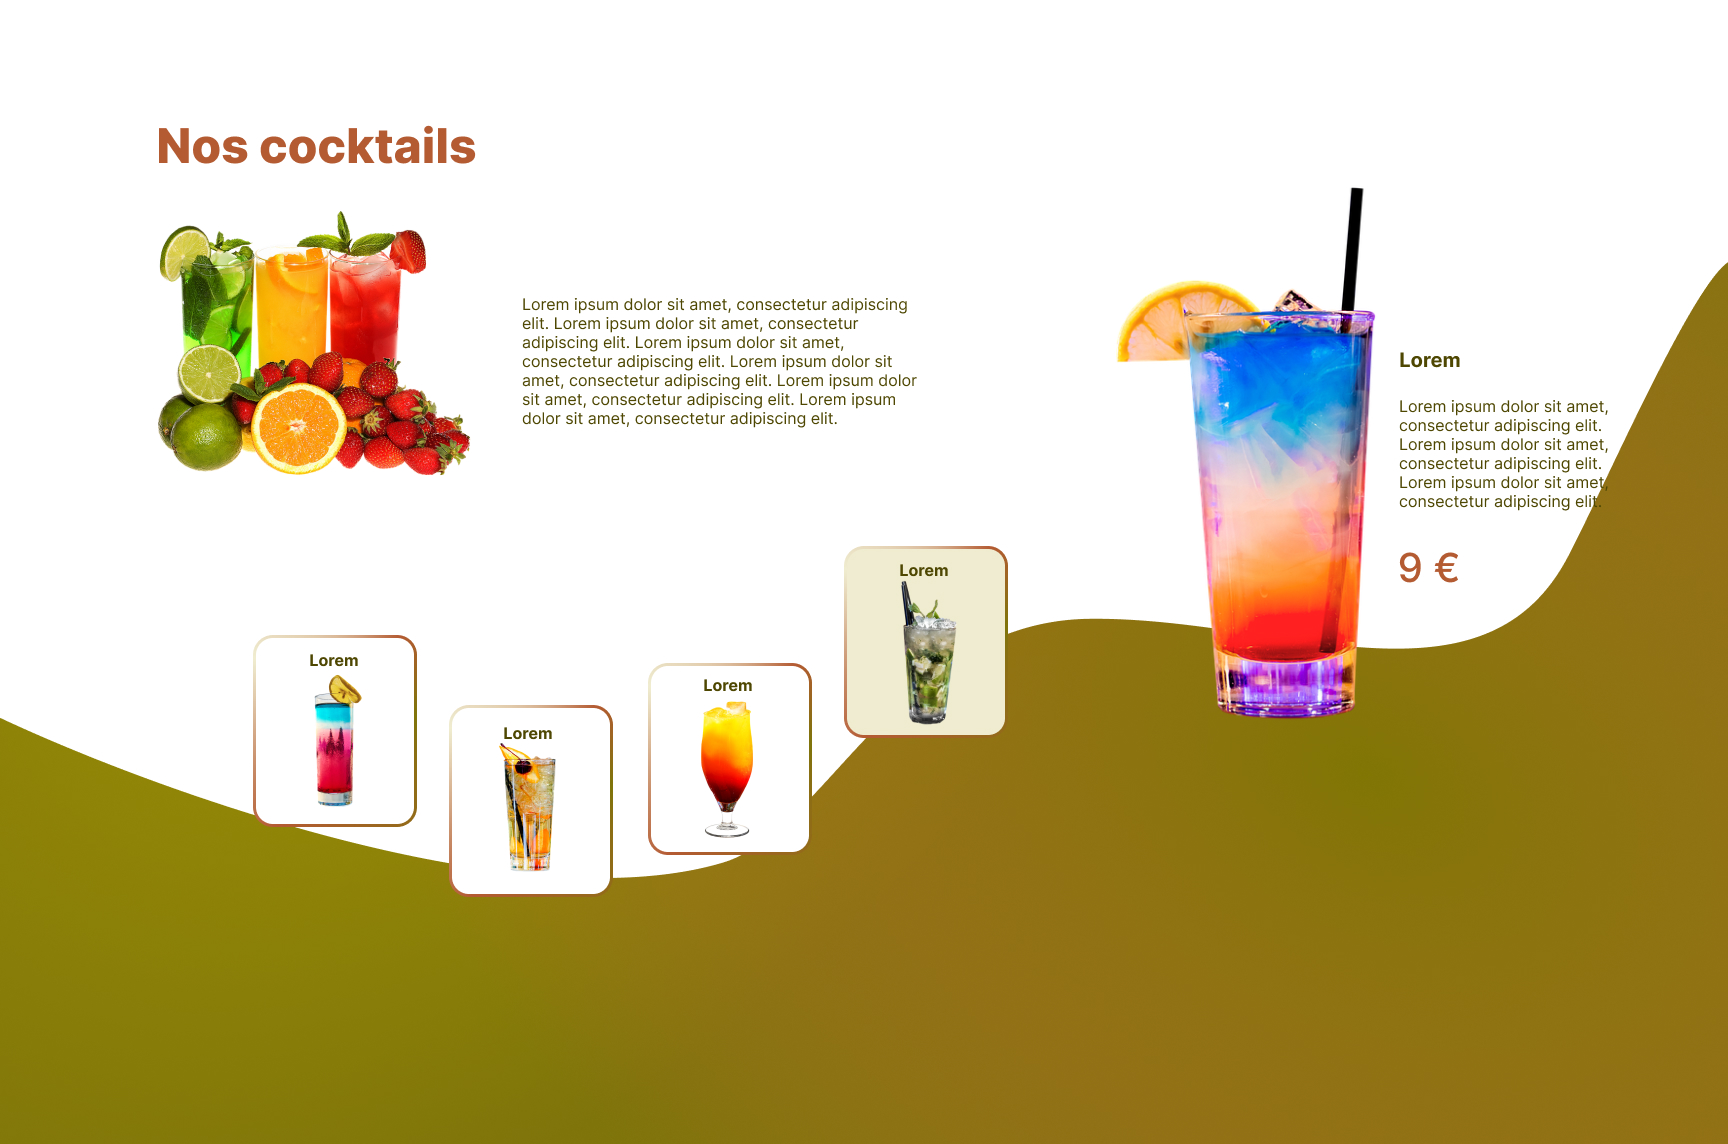 Nos cocktails
Lorem ipsum dolor sit amet, consectetur adipiscing
elit. Lorem ipsum dolor sit amet, consectetur
adipiscing elit. Lorem ipsum dolor sit amet,
consectetur adipiscing elit. Lorem ipsum dolor sit
amet, consectetur adipiscing elit. Lorem ipsum dolor
sit amet, consectetur adipiscing elit. Lorem ipsum
dolor sit amet, consectetur adipiscing elit.
Lorem
Lorem ipsum dolor sit amet,
consectetur adipiscing elit.
Lorem ipsum dolor sit amet,
consectetur adipiscing elit.
Lorem ipsum dolor sit amet,
consectetur adipiscing elit.
9 €
Lorem
Lorem
Lorem
Lorem